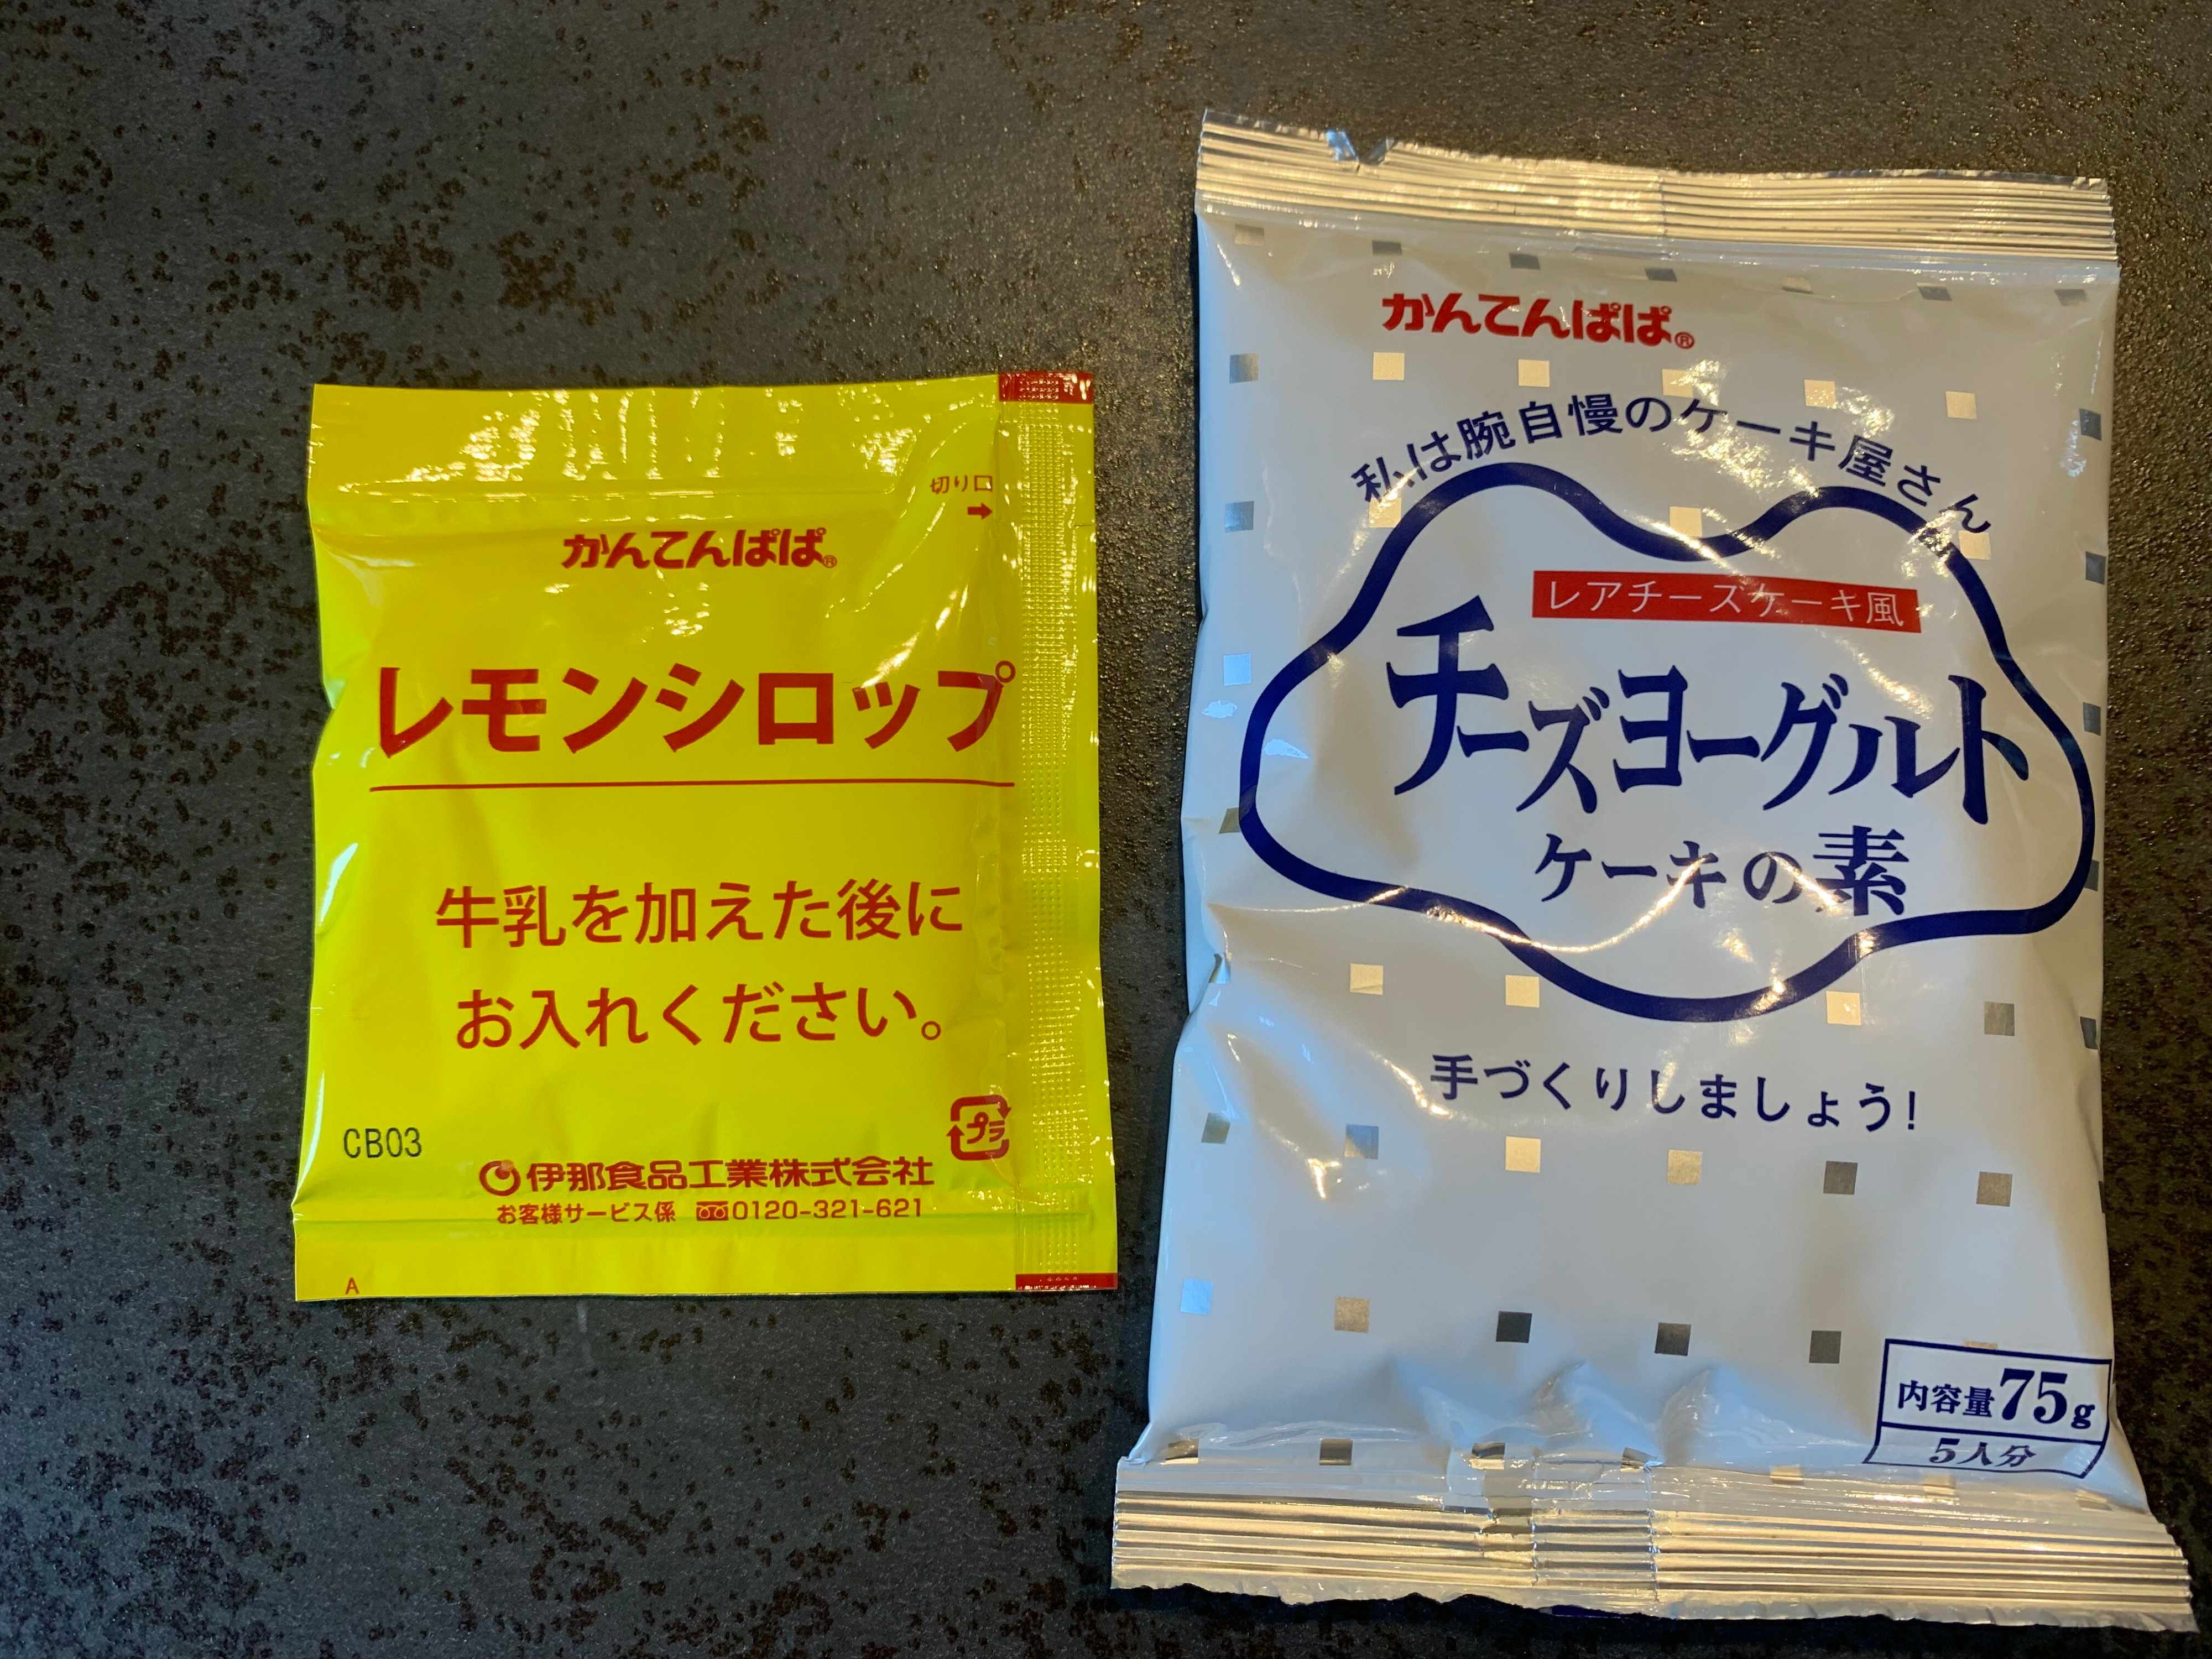 切り口
かんてんぱぱ®
レモンシロップ
牛乳を加えた後に
お入れください。
プラ
CB03
伊那食品工業株式会社
お客様サービス係 0120-321-621
A
かんてんぱぱ®
私は腕自慢のケーキ屋さん
レアチーズケーキ風
チーズヨーグルト
ケーキの素
手づくりしましょう!
内容量75g
5人分